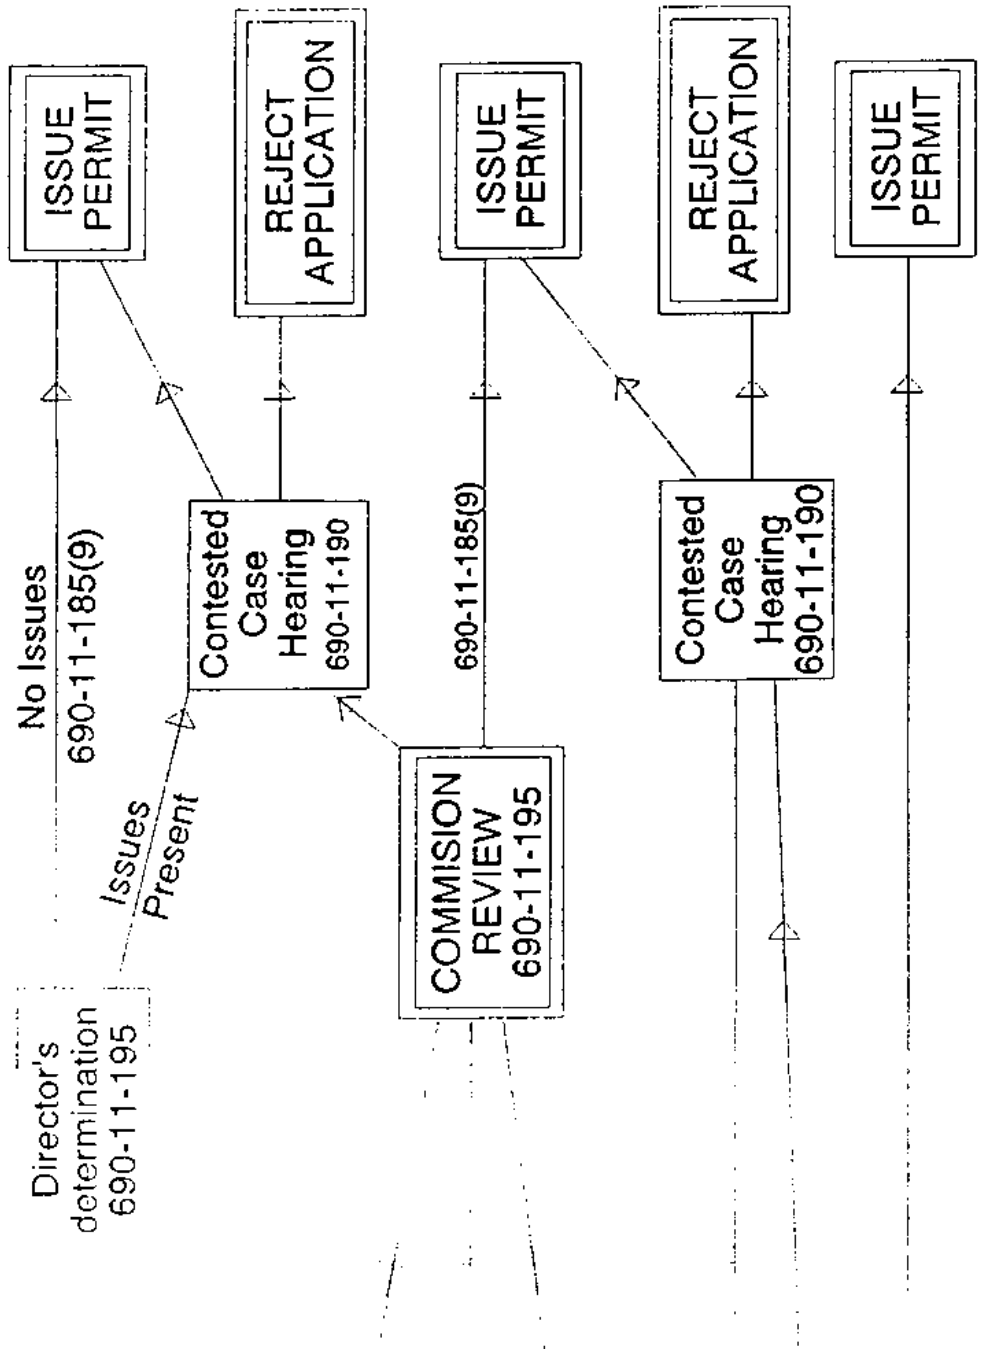 Director's
determination
690-11-195
No Issues
690-11-185(9)
Issues
Present
ISSUE
PERMIT
Contested
Case
Hearing
690-11-190
REJECT
APPLICATION
COMMISION
REVIEW
690-11-195
690-11-185(9)
ISSUE
PERMIT
Contested
Case
Hearing
690-11-190
REJECT
APPLICATION
ISSUE
PERMIT